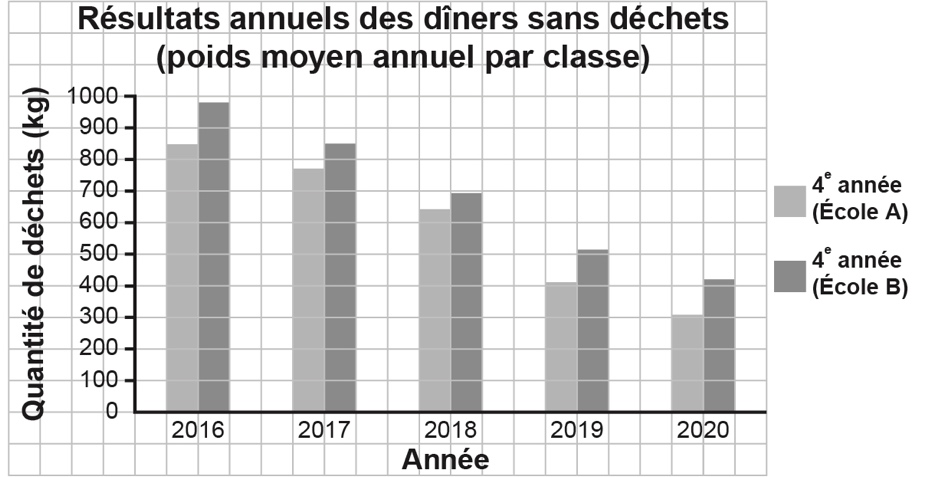 Résultats annuels des dîners sans déchets
(poids moyen annuel par classe)
Quantité de déchets (kg)
1000
900
800
700
600
500
400
300
200
100
0
2016 2017 2018 2019 2020
Année
4e année
(École A)
4e année
(École B)